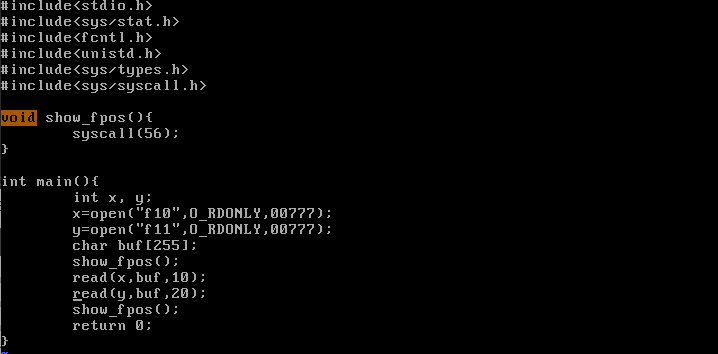 #include<stdio.h>
#include<sys/stat.h>
#include<fcntl.h>
#include<unistd.h>
#include<sys/types.h>
#include<sys/syscall.h>

void show_fpos(){
        syscall(56);
}

int main(){
        int x, y;
        x=open("f10",O_RDONLY,00777);
        y=open("f11",O_RDONLY,00777);
        char buf[255];
        show_fpos();
        read(x,buf,10);
        read(y,buf,20);
        show_fpos();
        return 0;
}
~